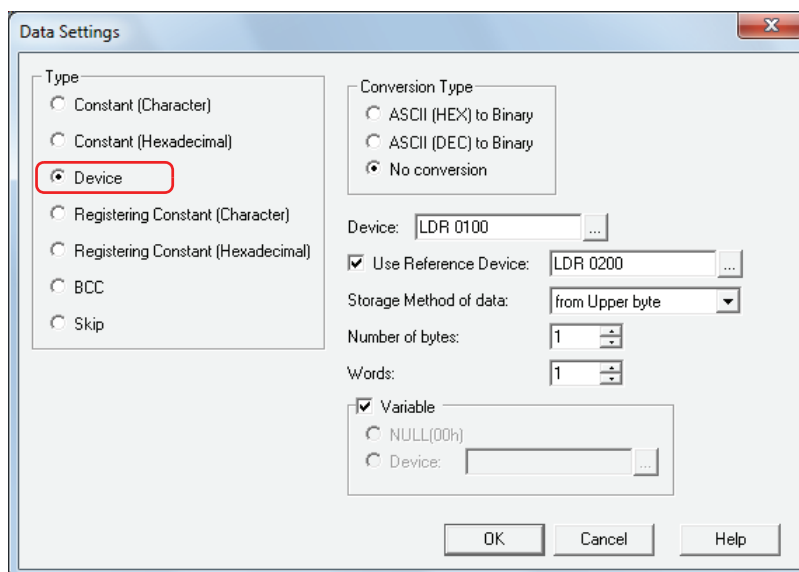 Data Settings
Type
Constant (Character)
Constant (Hexadecimal)
Device
Registering Constant (Character)
Registering Constant (Hexadecimal)
BCC
Skip
Conversion Type
ASCII (HEX) to Binary
ASCII (DEC) to Binary
No conversion
Device: LDR 0100 ...
Use Reference Device: LDR 0200 ...
Storage Method of data: from Upper byte
Number of bytes: 1
Words: 1
Variable
NULL(00h)
Device: ...
OK Cancel Help